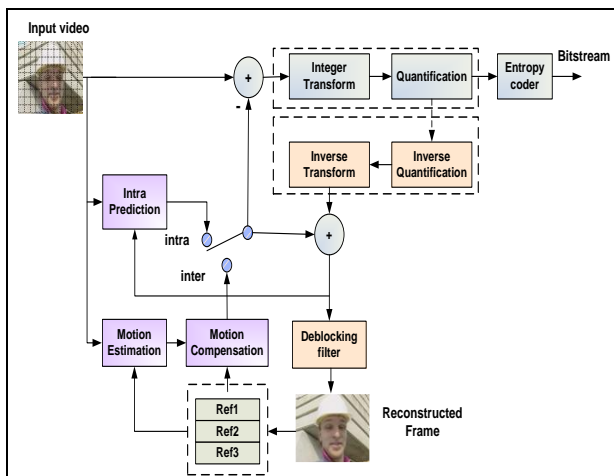 Input video
+
-
Integer
Transform
Quantification
Entropy
coder
Bitstream
Inverse
Transform
Inverse
Quantification
Intra
Prediction
intra
+
inter
Motion
Estimation
Motion
Compensation
Deblocking
filter
Ref1
Ref2
Ref3
Reconstructed
Frame